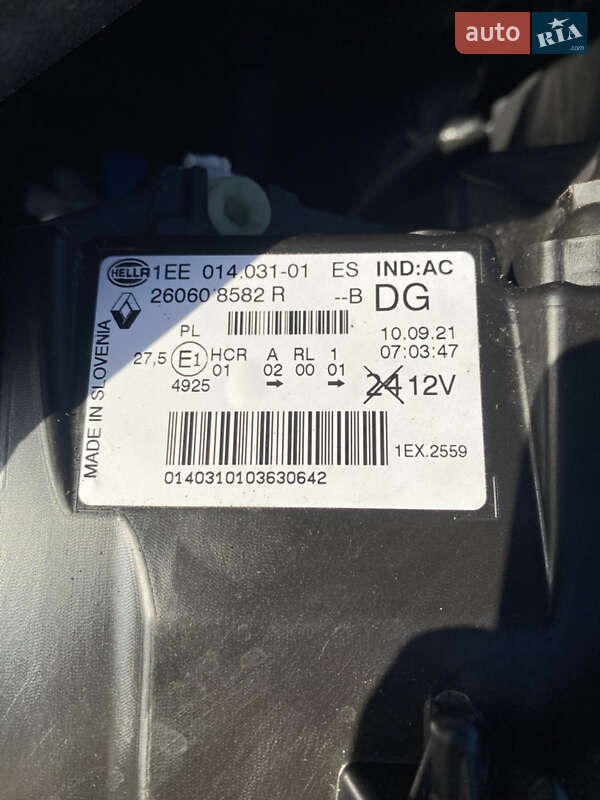 auto RIA.com
HELLA 1EE 014.031-01 ES IND:AC
26060 8582 R --B DG
PL 10.09.21
27,5 E1 HCR A RL 1 07:03:47
01 02 00 01
4925 → → 24 12V
1EX.2559
0140310103630642
MADE IN SLOVENIA